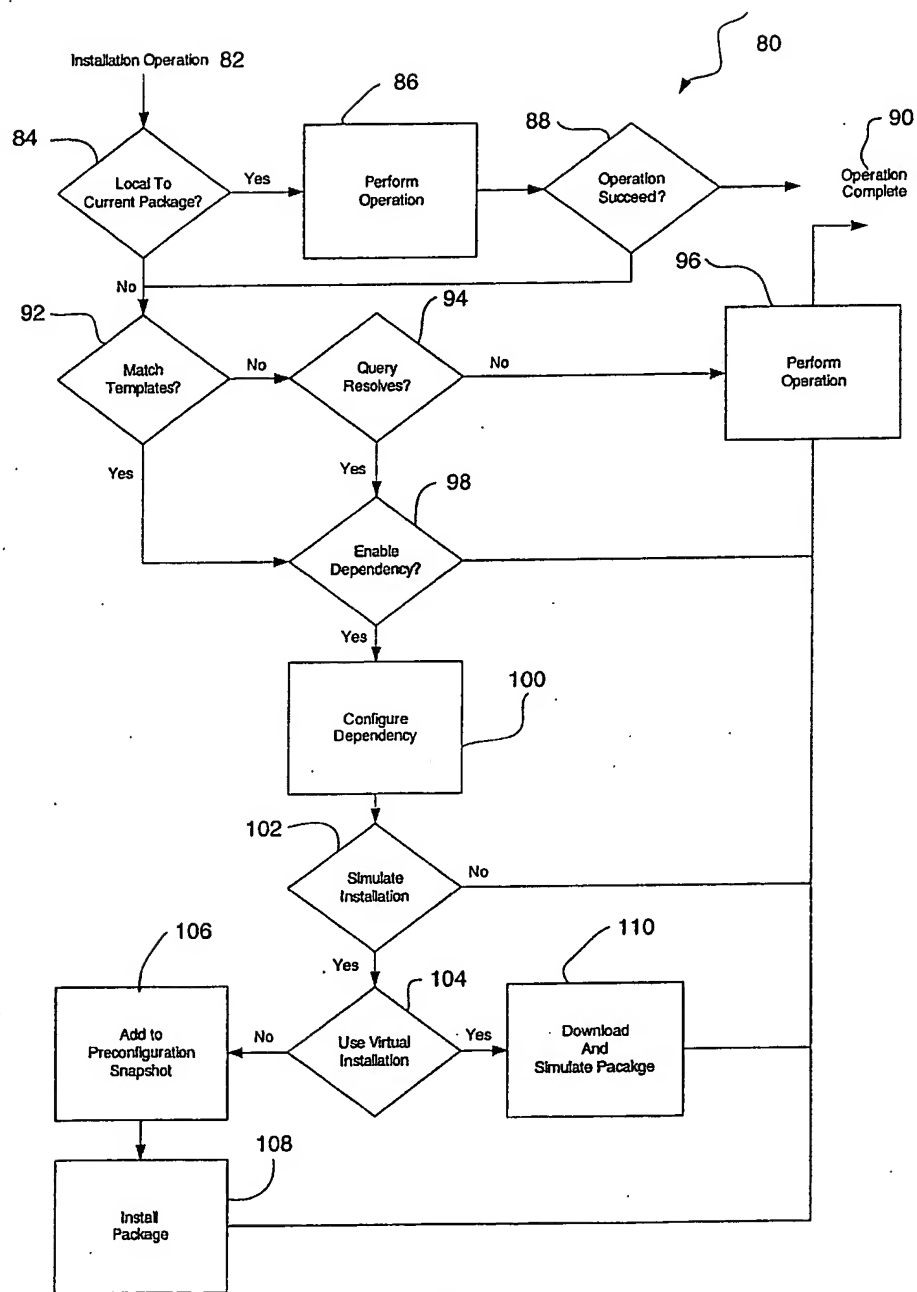 80
Installation Operation 82
86
88
90
84
Local To
Current Package?
Yes
Perform
Operation
Operation
Succeed?
Operation
Complete
No
92
94
96
Match
Templates?
No
Query
Resolves?
No
Perform
Operation
Yes
Yes
98
Enable
Dependency?
Yes
100
Configure
Dependency
102
Simulate
Installation
No
106
110
Yes
104
Add to
Preconfiguration
Snapshot
No
Use Virtual
Installation
Yes
Download
And
Simulate Pacakge
108
Install
Package